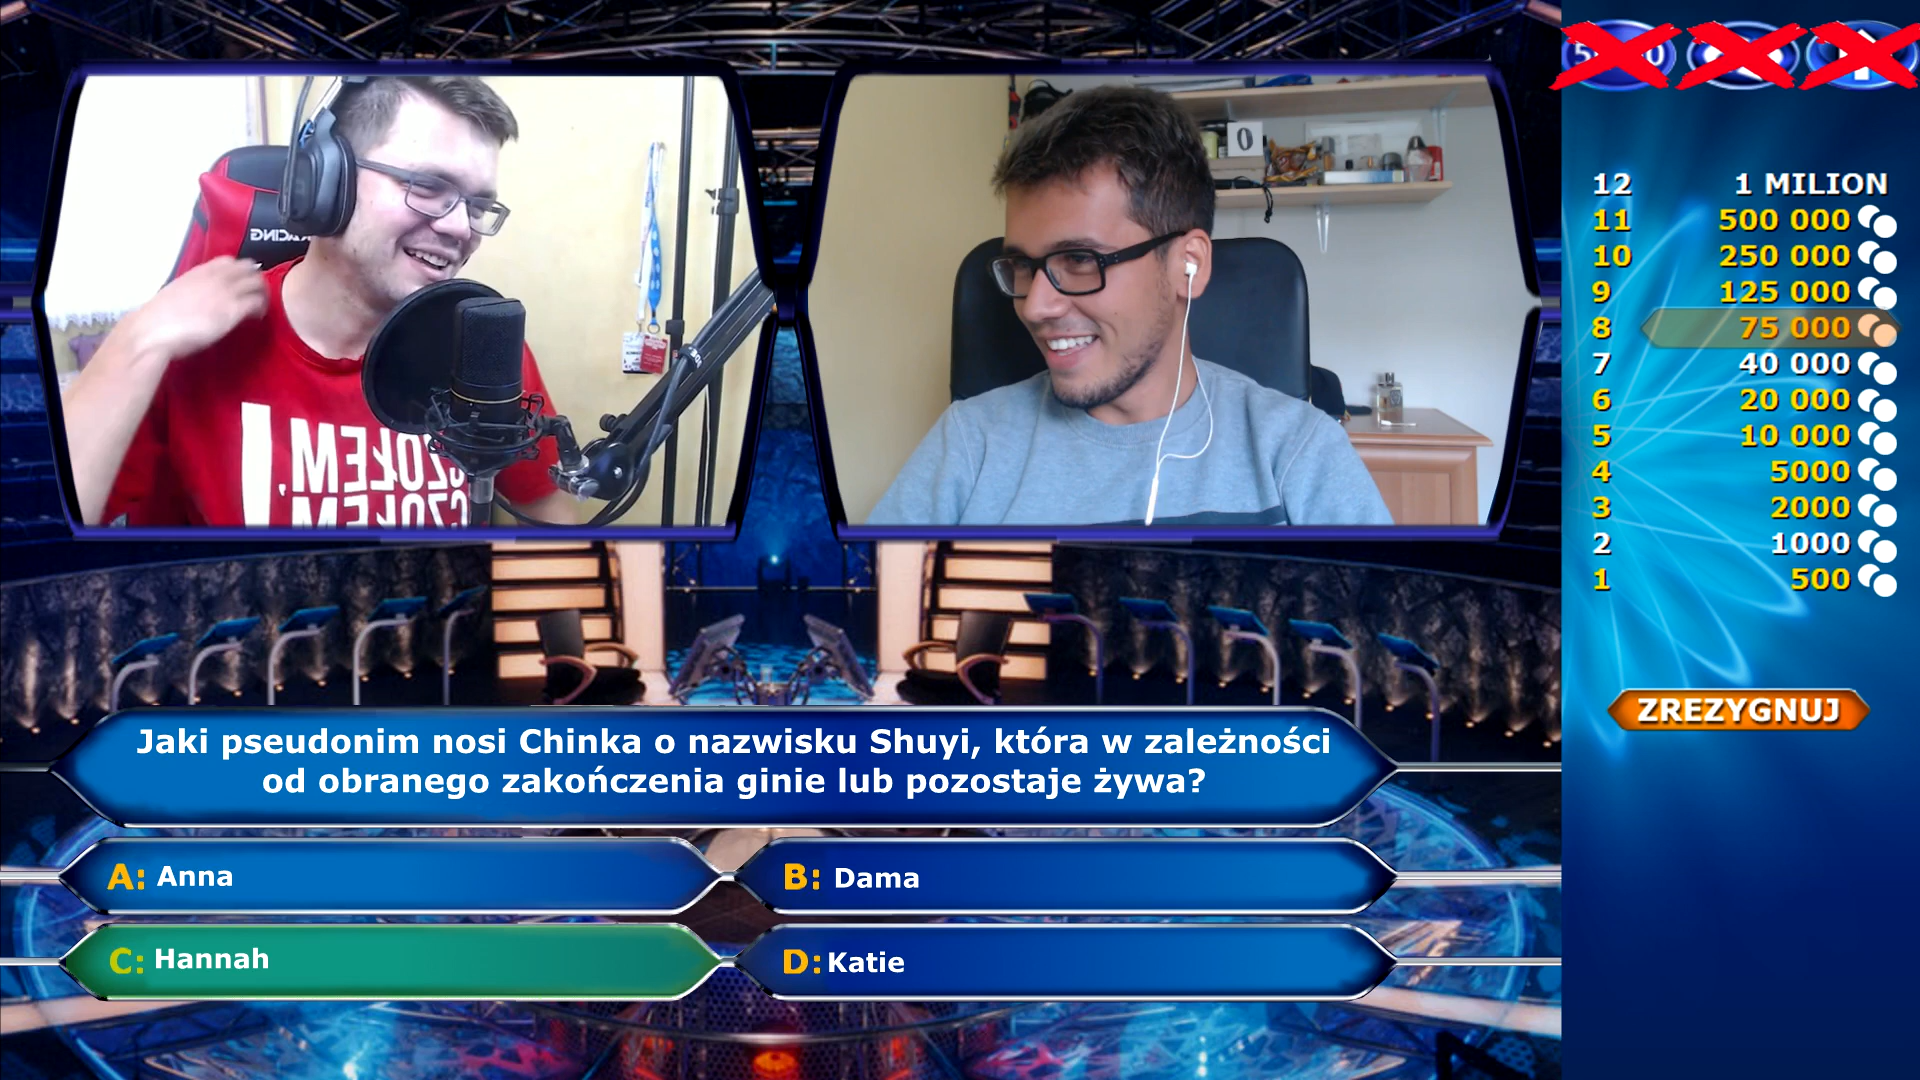 12 1 MILION
11 500 000
10 250 000
9 125 000
8 75 000
7 40 000
6 20 000
5 10 000
4 5000
3 2000
2 1000
1 500
ZREZYGNUJ
0
CZOŁEM,
Jaki pseudonim nosi Chinka o nazwisku Shuyi, która w zależności
od obranego zakończenia ginie lub pozostaje żywa?
A: Anna
B: Dama
C: Hannah
D: Katie